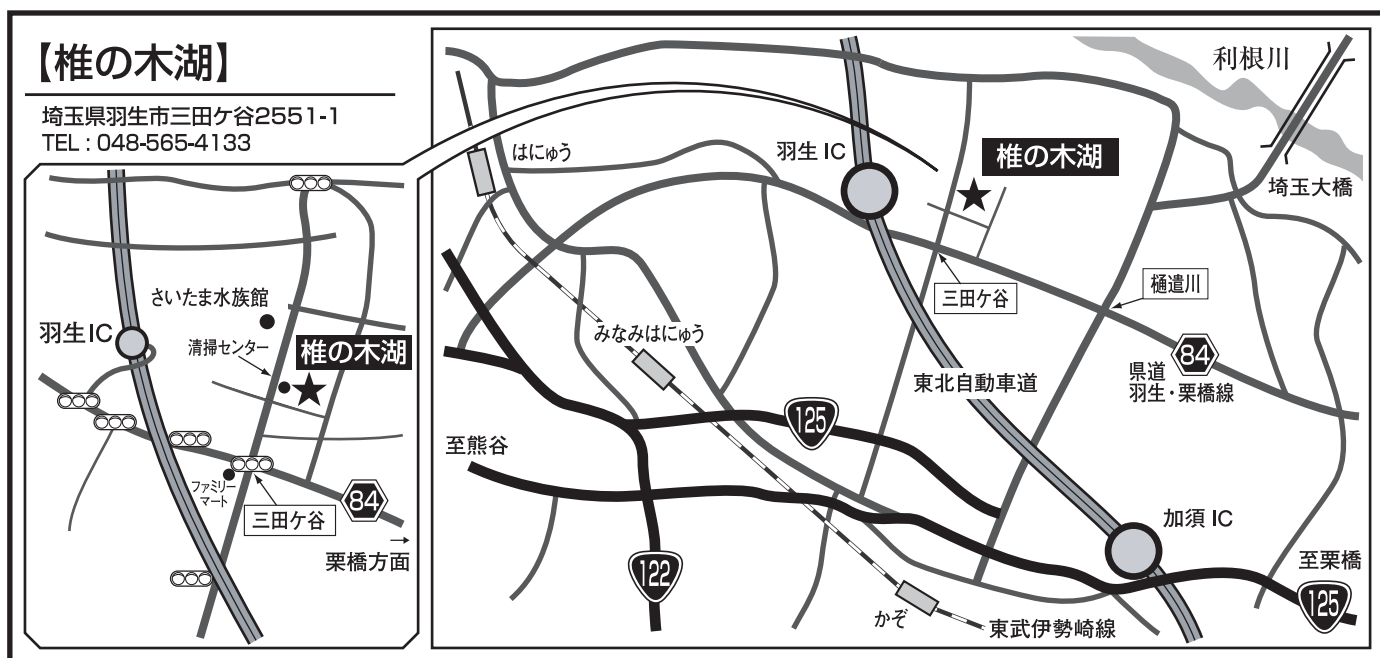 【椎の木湖】
埼玉県羽生市三田ケ谷2551-1
TEL : 048-565-4133
さいたま水族館
羽生IC
清掃センター
椎の木湖
ファミリー
マート
三田ケ谷
84
→
栗橋方面
利根川
はにゅう
羽生IC
椎の木湖
埼玉大橋
三田ケ谷
樋遣川
みなみはにゅう
84
県道
羽生・栗橋線
東北自動車道
125
至熊谷
加須IC
至栗橋
122
125
かぞ
東武伊勢崎線